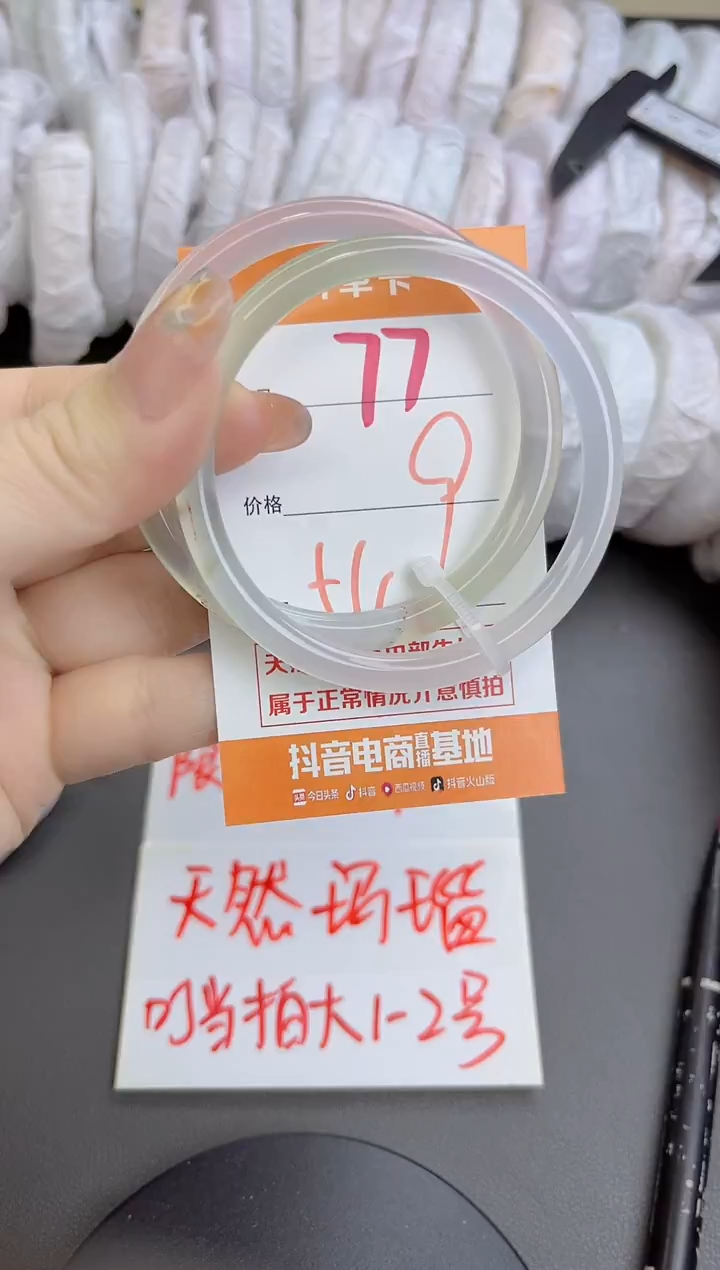 77
9
价格
属于正常情况介意慎拍
抖音电商直播基地
今日头条 抖音 西瓜视频 抖音火山版
天然玛瑙
叮当拍大1-2号